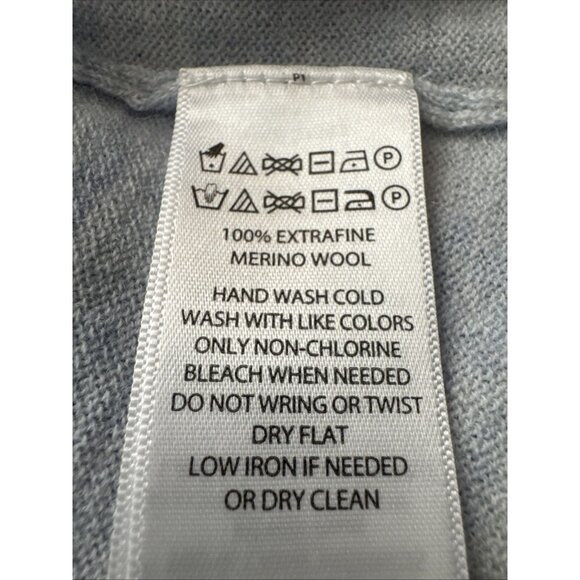 P1
P
P
100% EXTRAFINE
MERINO WOOL
HAND WASH COLD
WASH WITH LIKE COLORS
ONLY NON-CHLORINE
BLEACH WHEN NEEDED
DO NOT WRING OR TWIST
DRY FLAT
LOW IRON IF NEEDED
OR DRY CLEAN